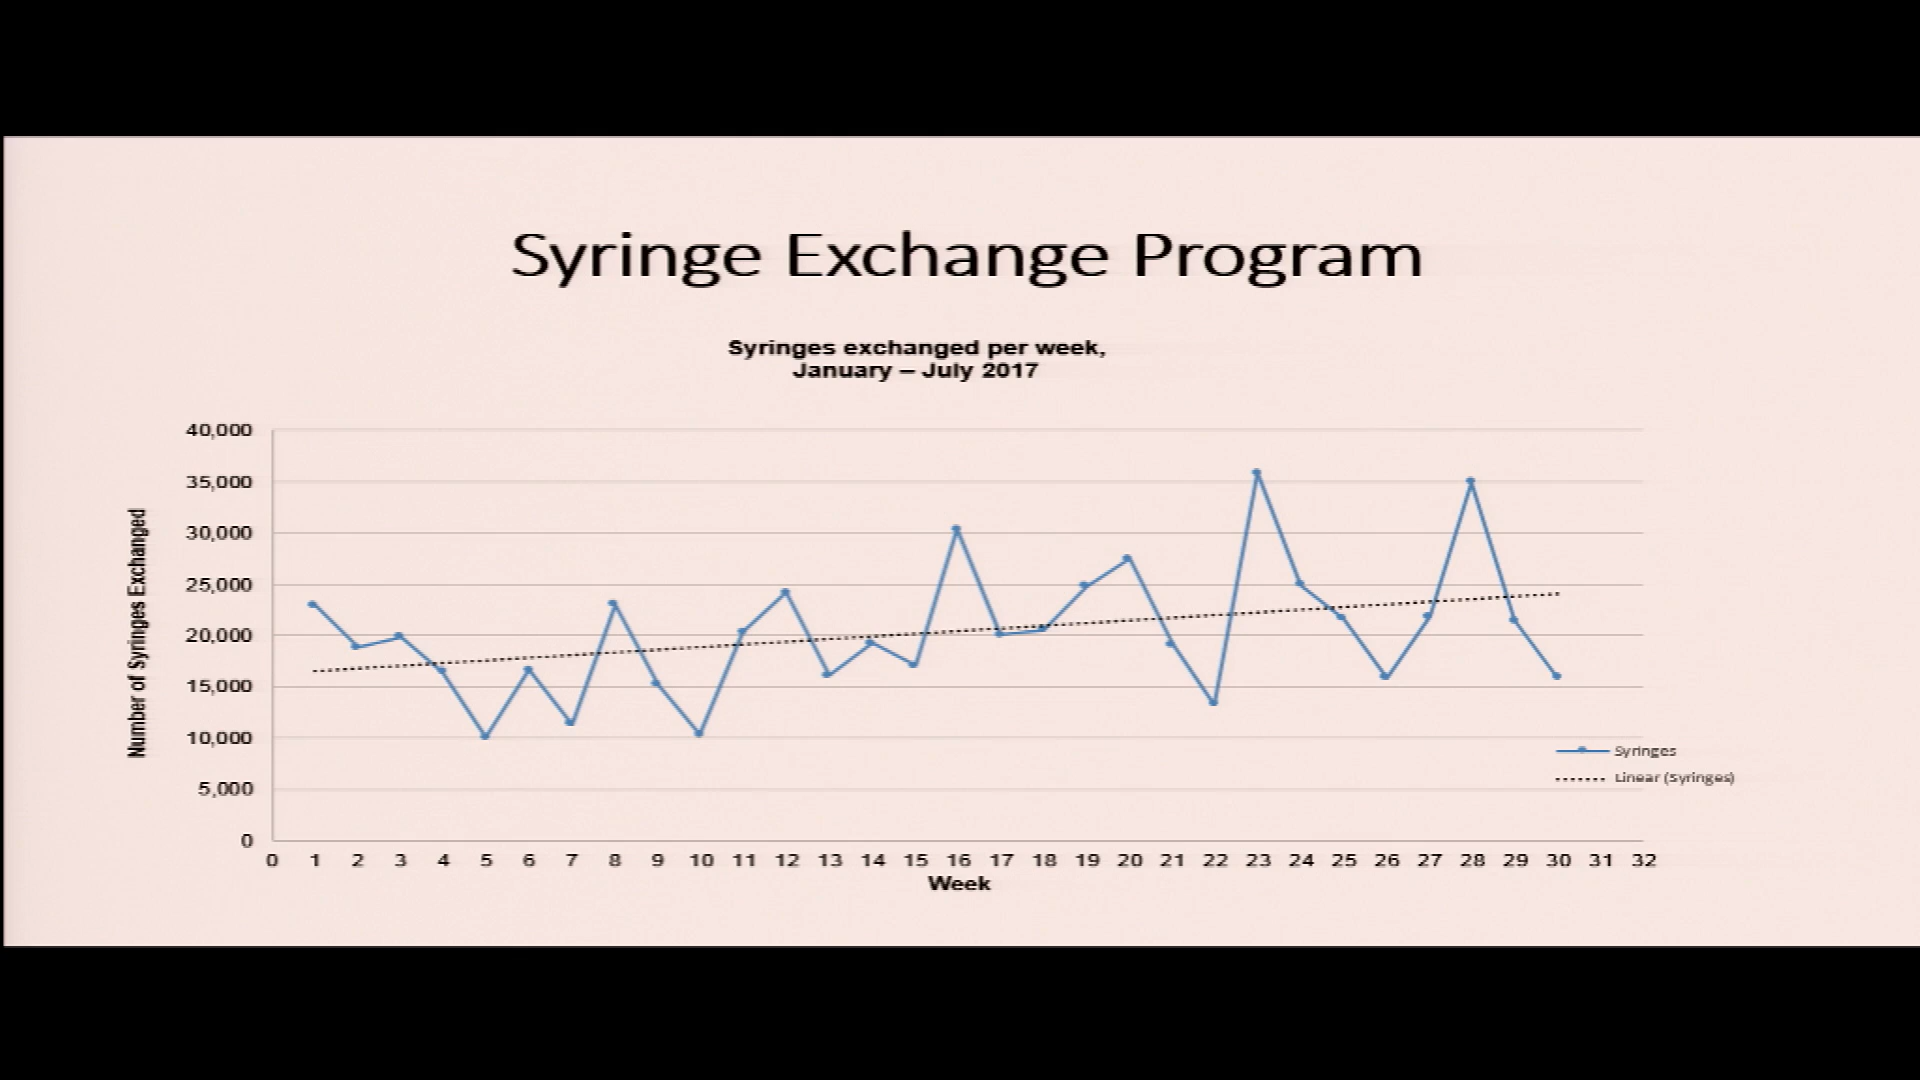 Syringe Exchange Program
Syringes exchanged per week,
January – July 2017
40,000
35,000
30,000
25,000
20,000
15,000
10,000
5,000
0
Number of Syringes Exchanged
0 1 2 3 4 5 6 7 8 9 10 11 12 13 14 15 16 17 18 19 20 21 22 23 24 25 26 27 28 29 30 31 32
Week
Syringes
Linear (Syringes)